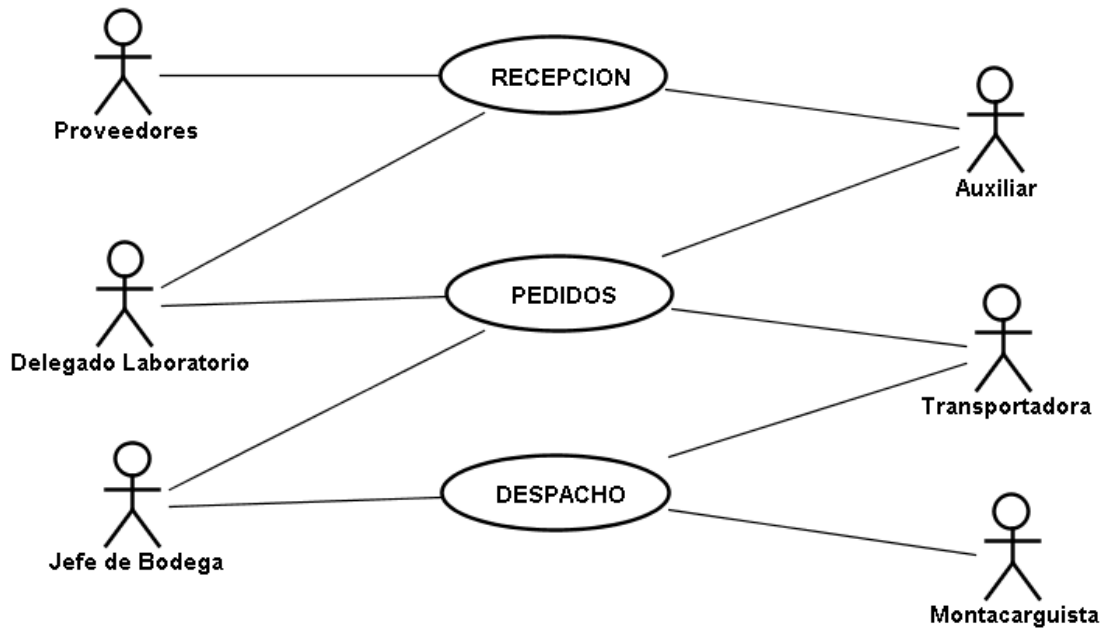 RECEPCION
Proveedores
Auxiliar
PEDIDOS
Delegado Laboratorio
Transportadora
DESPACHO
Jefe de Bodega
Montacarguista